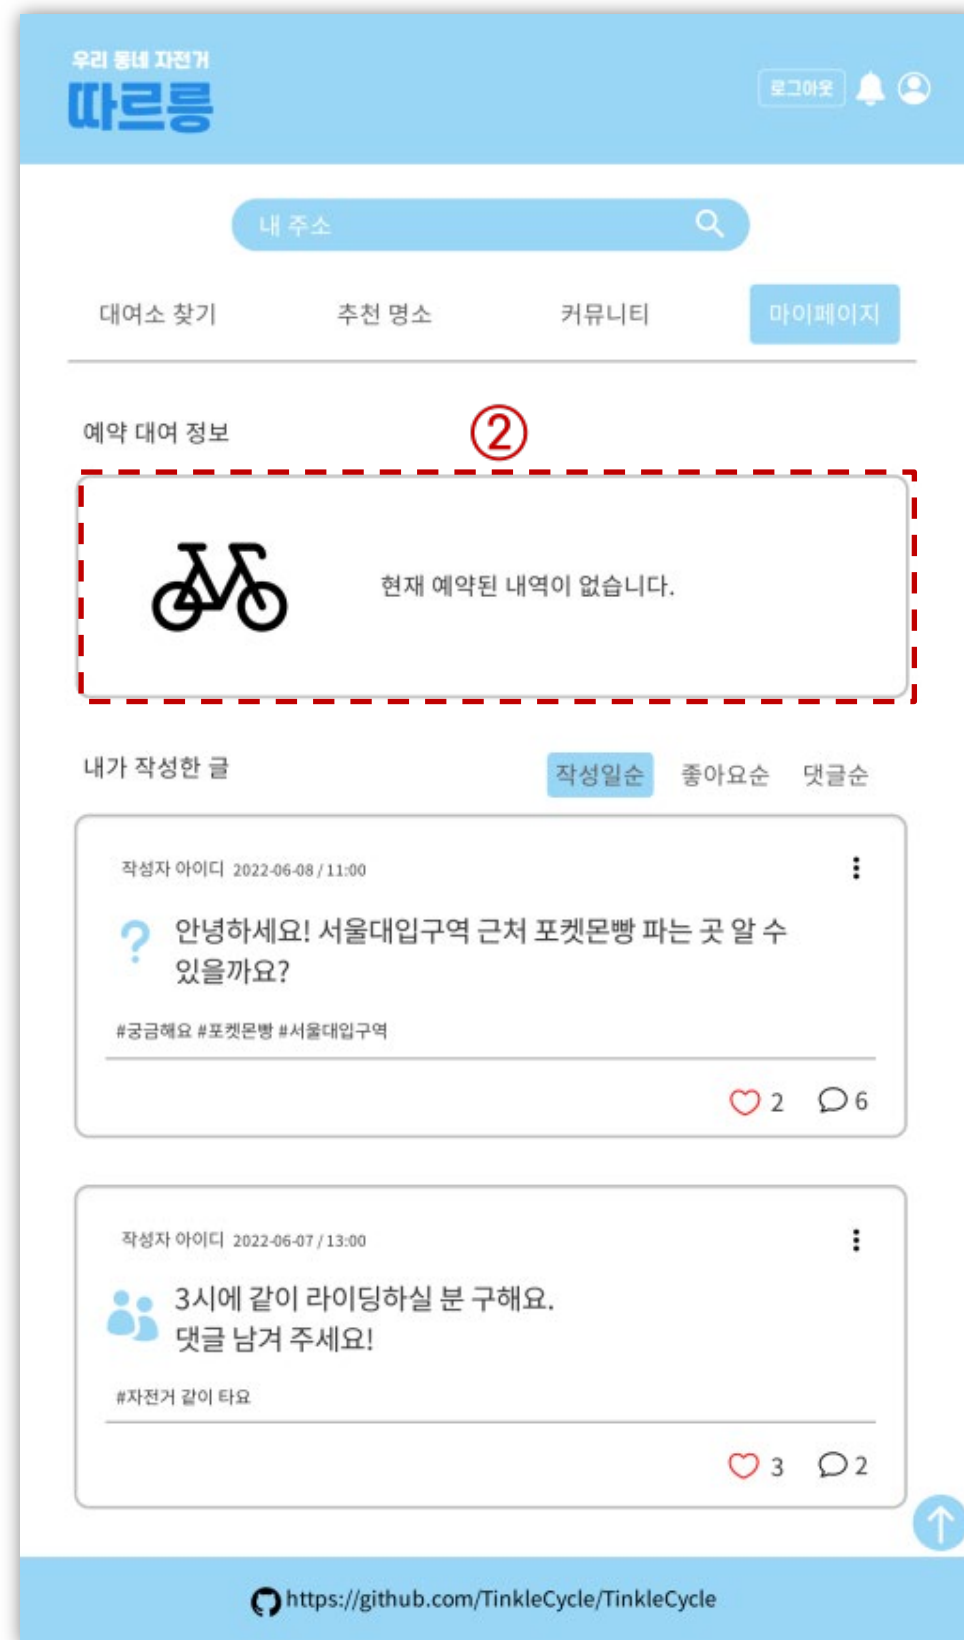 우리 동네 자전거
따르릉
로그아웃
내 주소
대여소 찾기
추천 명소
커뮤니티
마이페이지
예약 대여 정보
②
현재 예약된 내역이 없습니다.
내가 작성한 글
작성일순
좋아요순
댓글순
작성자 아이디 2022-06-08 / 11:00
? 안녕하세요! 서울대입구역 근처 포켓몬빵 파는 곳 알 수
있을까요?
#궁금해요 #포켓몬빵 #서울대입구역
2
6
작성자 아이디 2022-06-07 / 13:00
3시에 같이 라이딩하실 분 구해요.
댓글 남겨 주세요!
#자전거 같이 타요
3
2
https://github.com/TinkleCycle/TinkleCycle